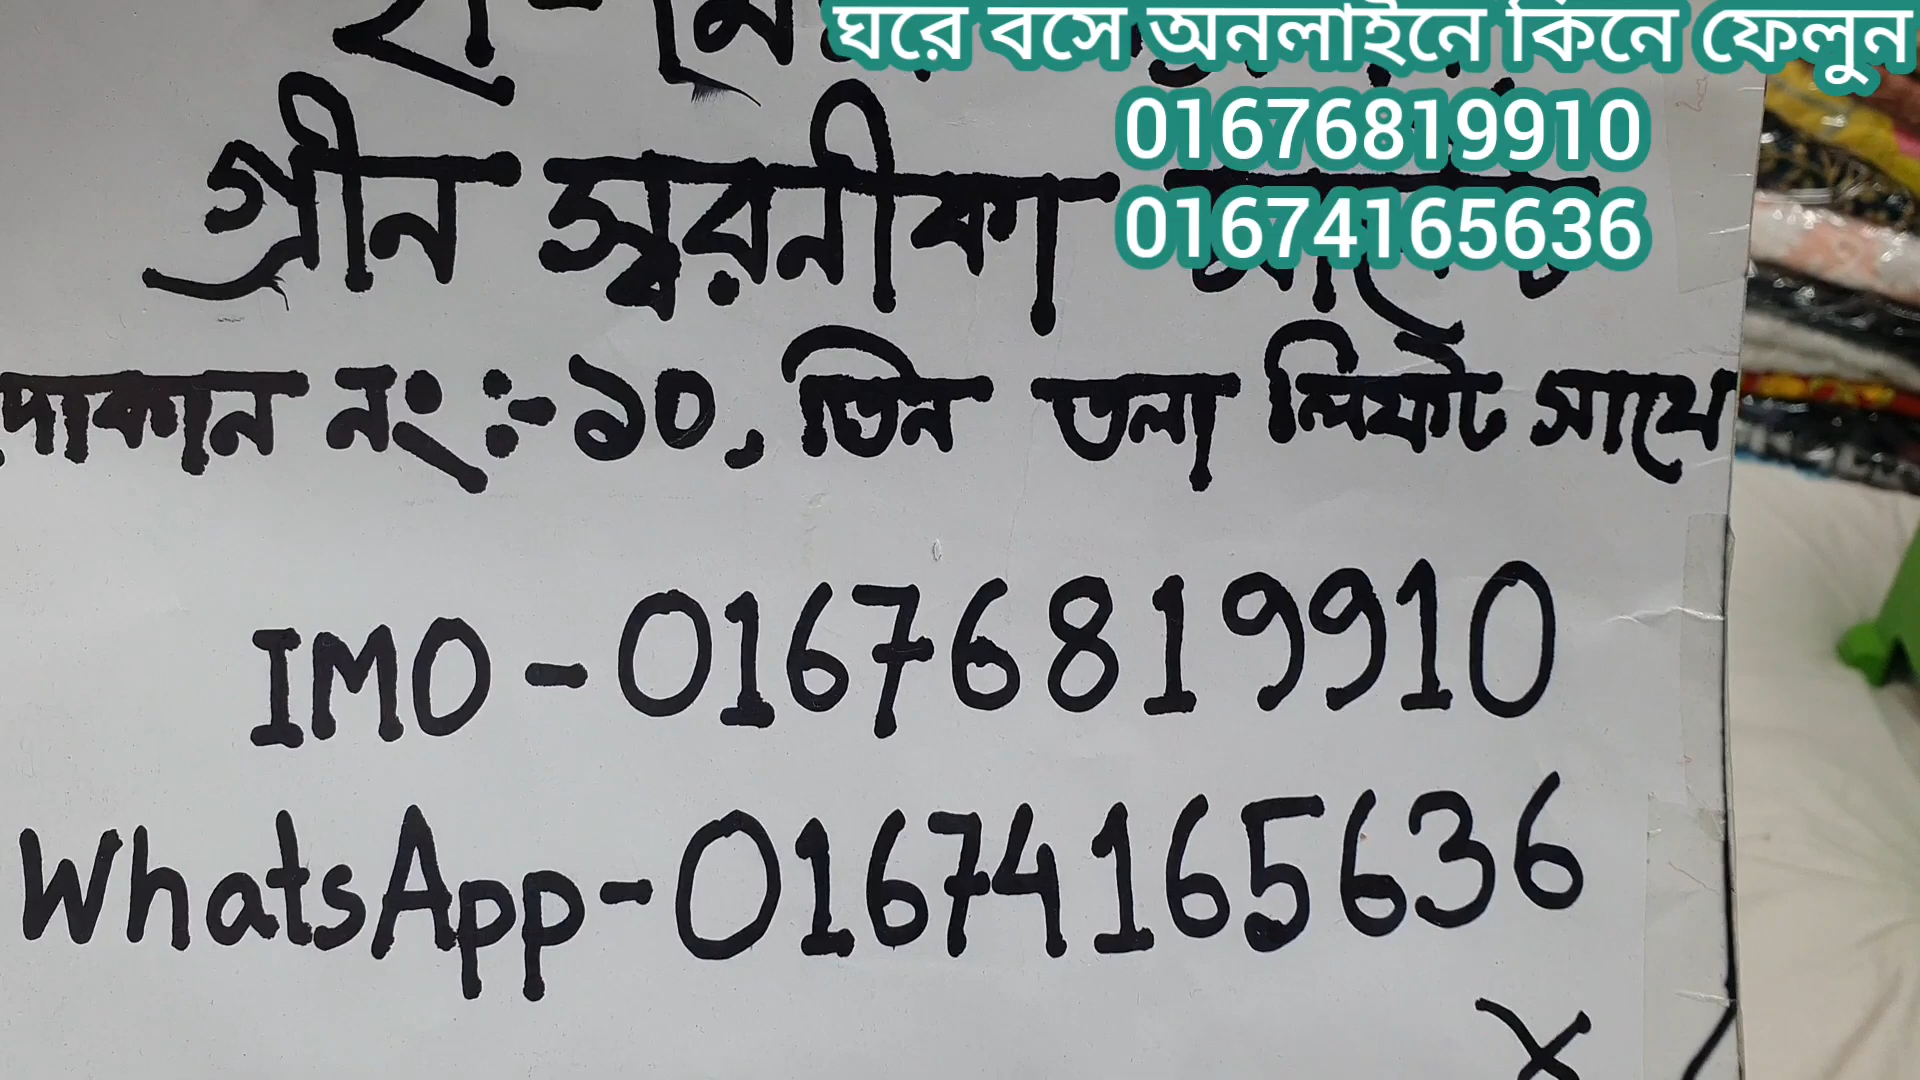 ঘরে বসে অনলাইনে কিনে ফেলুন
01676819910
01674165636
গ্রীন স্বরনীকা
দোকান নং:-১০, তিন তলা লিফট সাথে
IMO-01676819910
WhatsApp-01674165636